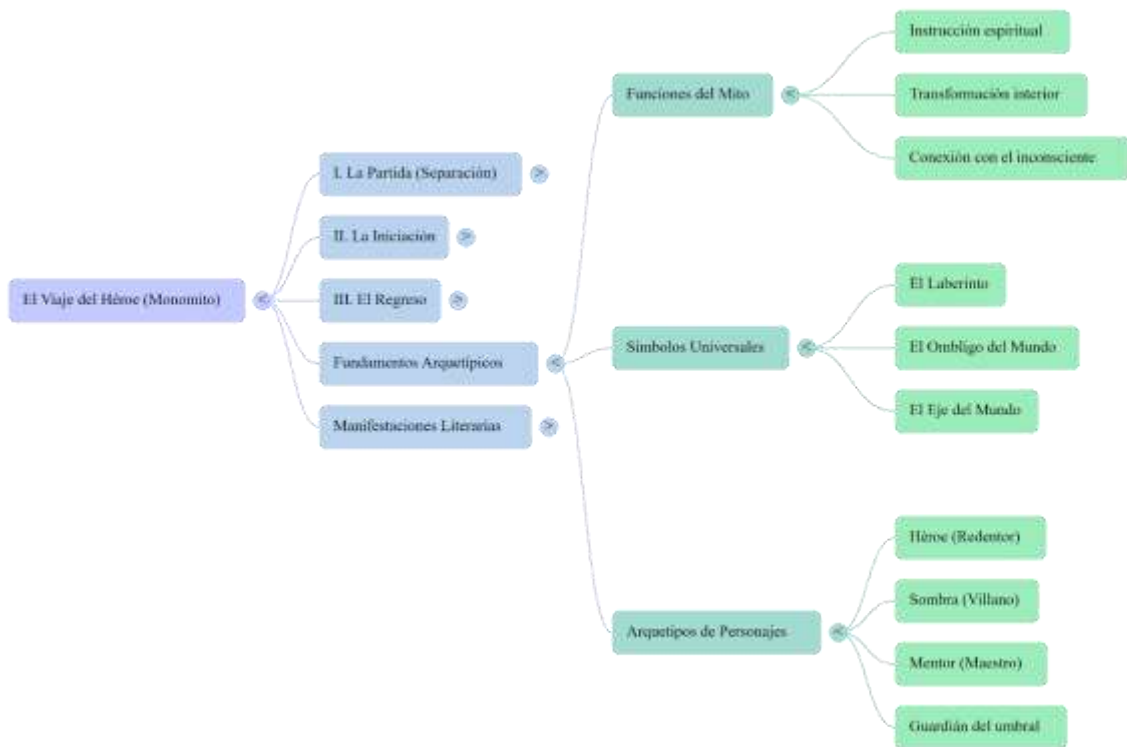 El Viaje del Héroe (Monomito)
I. La Partida (Separación)
II. La Iniciación
III. El Regreso
Fundamentos Arquetípicos
Manifestaciones Literarias
Funciones del Mito
Instrucción espiritual
Transformación interior
Conexión con el inconsciente
Símbolos Universales
El Laberinto
El Ombligo del Mundo
El Eje del Mundo
Arquetipos de Personajes
Héroe (Redentor)
Sombra (Villano)
Mentor (Maestro)
Guardián del umbral